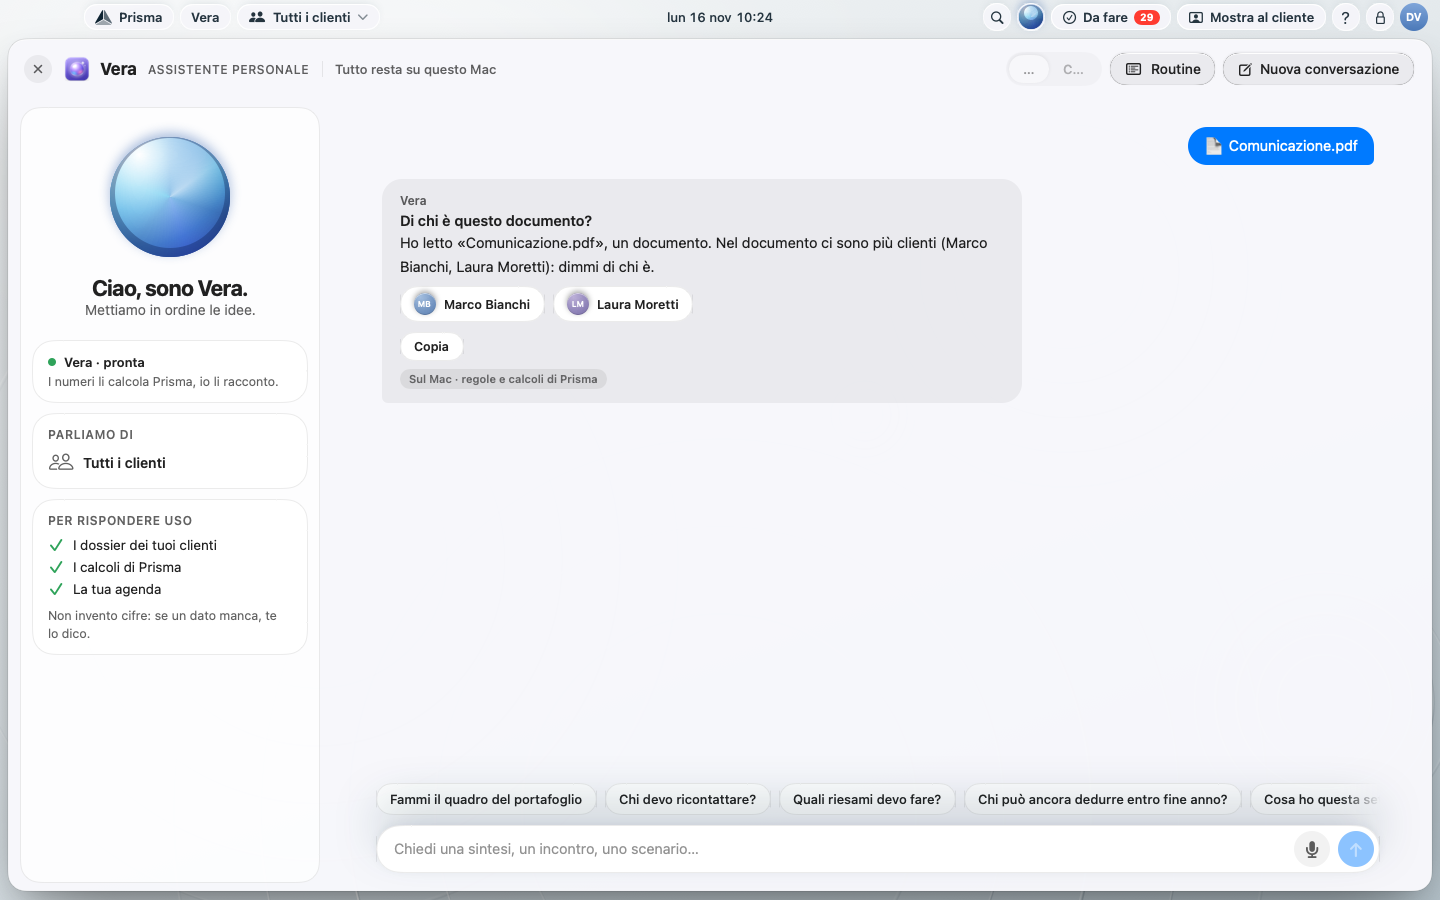 Prisma Vera Tutti i clienti lun 16 nov 10:24 Da fare 29 Mostra al cliente ? DV
Vera ASSISTENTE PERSONALE Tutto resta su questo Mac ... C... Routine Nuova conversazione
Comunicazione.pdf
Ciao, sono Vera.
Mettiamo in ordine le idee.
Vera · pronta
I numeri li calcola Prisma, io li racconto.
PARLIAMO DI
Tutti i clienti
PER RISPONDERE USO
I dossier dei tuoi clienti
I calcoli di Prisma
La tua agenda
Non invento cifre: se un dato manca, te
lo dico.
Vera
Di chi è questo documento?
Ho letto «Comunicazione.pdf», un documento. Nel documento ci sono più clienti (Marco
Bianchi, Laura Moretti): dimmi di chi è.
MB Marco Bianchi LM Laura Moretti
Copia
Sul Mac · regole e calcoli di Prisma
Fammi il quadro del portafoglio Chi devo ricontattare? Quali riesami devo fare? Chi può ancora dedurre entro fine anno? Cosa ho questa se
Chiedi una sintesi, un incontro, uno scenario...